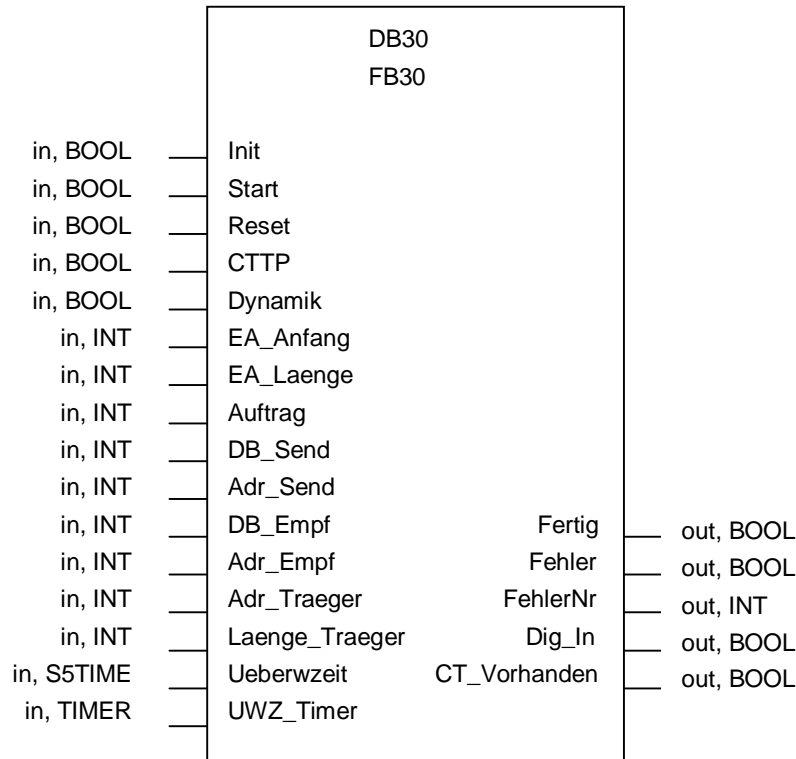 DB30
FB30
in, BOOL Init
in, BOOL Start
in, BOOL Reset
in, BOOL CTTP
in, BOOL Dynamik
in, INT EA_Anfang
in, INT EA_Laenge
in, INT Auftrag
in, INT DB_Send
in, INT Adr_Send
in, INT DB_Empf Fertig out, BOOL
in, INT Adr_Empf Fehler out, BOOL
in, INT Adr_Traeger FehlerNr out, INT
in, INT Laenge_Traeger Dig_In out, BOOL
in, S5TIME Ueberwzeit CT_Vorhanden out, BOOL
in, TIMER UWZ_Timer